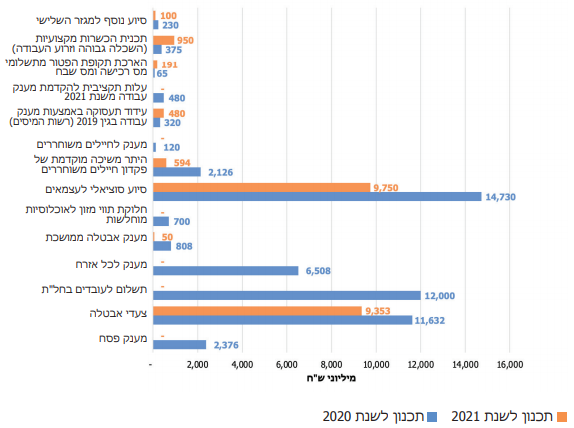 סיוע נוסף למגזר השלישי
100
230
תכנית הכשרות מקצועיות
(השכלה גבוהה וזרוע העבודה)
950
375
הארכת תקופת הפטור מתשלומי
מס רכישה ומס שבח
191
65
עלות תקציבית להקדמת מענק
עבודה משנת 2021
-
480
עידוד תעסוקה באמצעות מענק
עבודה בגין 2019 (רשות המיסים)
480
320
מענק לחיילים משוחררים
-
120
היתר משיכה מוקדמת של
פקדון חיילים משוחררים
594
2,126
סיוע סוציאלי לעצמאים
9,750
14,730
חלוקת תווי מזון לאוכלוסיות
מוחלשות
-
700
מענק אבטלה ממושכת
50
808
מענק לכל אזרח
-
6,508
תשלום לעובדים בחל"ת
-
12,000
צעדי אבטלה
9,353
11,632
מענק פסח
-
2,376
- 2,000 4,000 6,000 8,000 10,000 12,000 14,000 16,000
מיליוני ש"ח
תכנון לשנת 2021 תכנון לשנת 2020